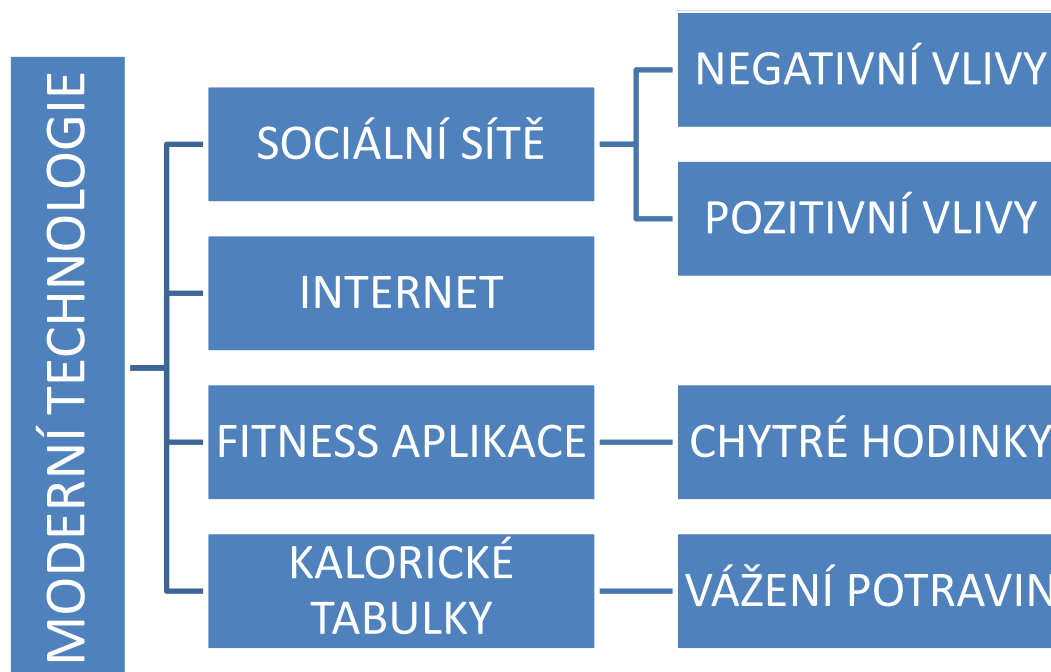 MODERNÍ TECHNOLOGIE
SOCIÁLNÍ SÍTĚ
NEGATIVNÍ VLIVY
POZITIVNÍ VLIVY
INTERNET
FITNESS APLIKACE
CHYTRÉ HODINKY
KALORICKÉ
TABULKY
VÁŽENÍ POTRAVIN